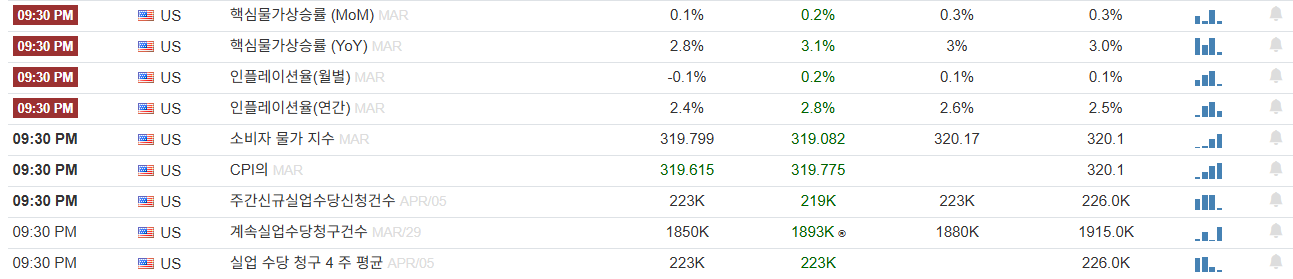 09:30 PM US 핵심물가상승률 (MoM) MAR 0.1% 0.2% 0.3% 0.3%
09:30 PM US 핵심물가상승률 (YoY) MAR 2.8% 3.1% 3% 3.0%
09:30 PM US 인플레이션율(월별) MAR -0.1% 0.2% 0.1% 0.1%
09:30 PM US 인플레이션율(연간) MAR 2.4% 2.8% 2.6% 2.5%
09:30 PM US 소비자 물가 지수 MAR 319.799 319.082 320.17 320.1
09:30 PM US CPI의 MAR 319.615 319.775 320.1
09:30 PM US 주간신규실업수당신청건수 APR/05 223K 219K 223K 226.0K
09:30 PM US 계속실업수당청구건수 MAR/29 1850K 1893K ® 1880K 1915.0K
09:30 PM US 실업 수당 청구 4 주 평균 APR/05 223K 223K 226.0K